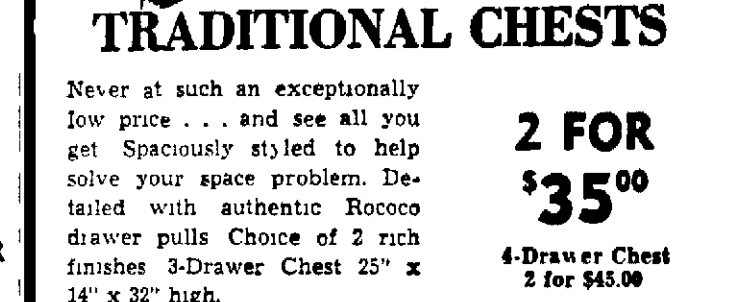 TRADITIONAL CHESTS
Never at such an exceptionally
low price . . . and see all you
get Spaciously styled to help
solve your space problem. De-
tailed with authentic Rococo
drawer pulls Choice of 2 rich
finishes 3-Drawer Chest 25" x
14" x 32" high.
2 FOR
$35⁰⁰
4-Drawer Chest
2 for $45.00